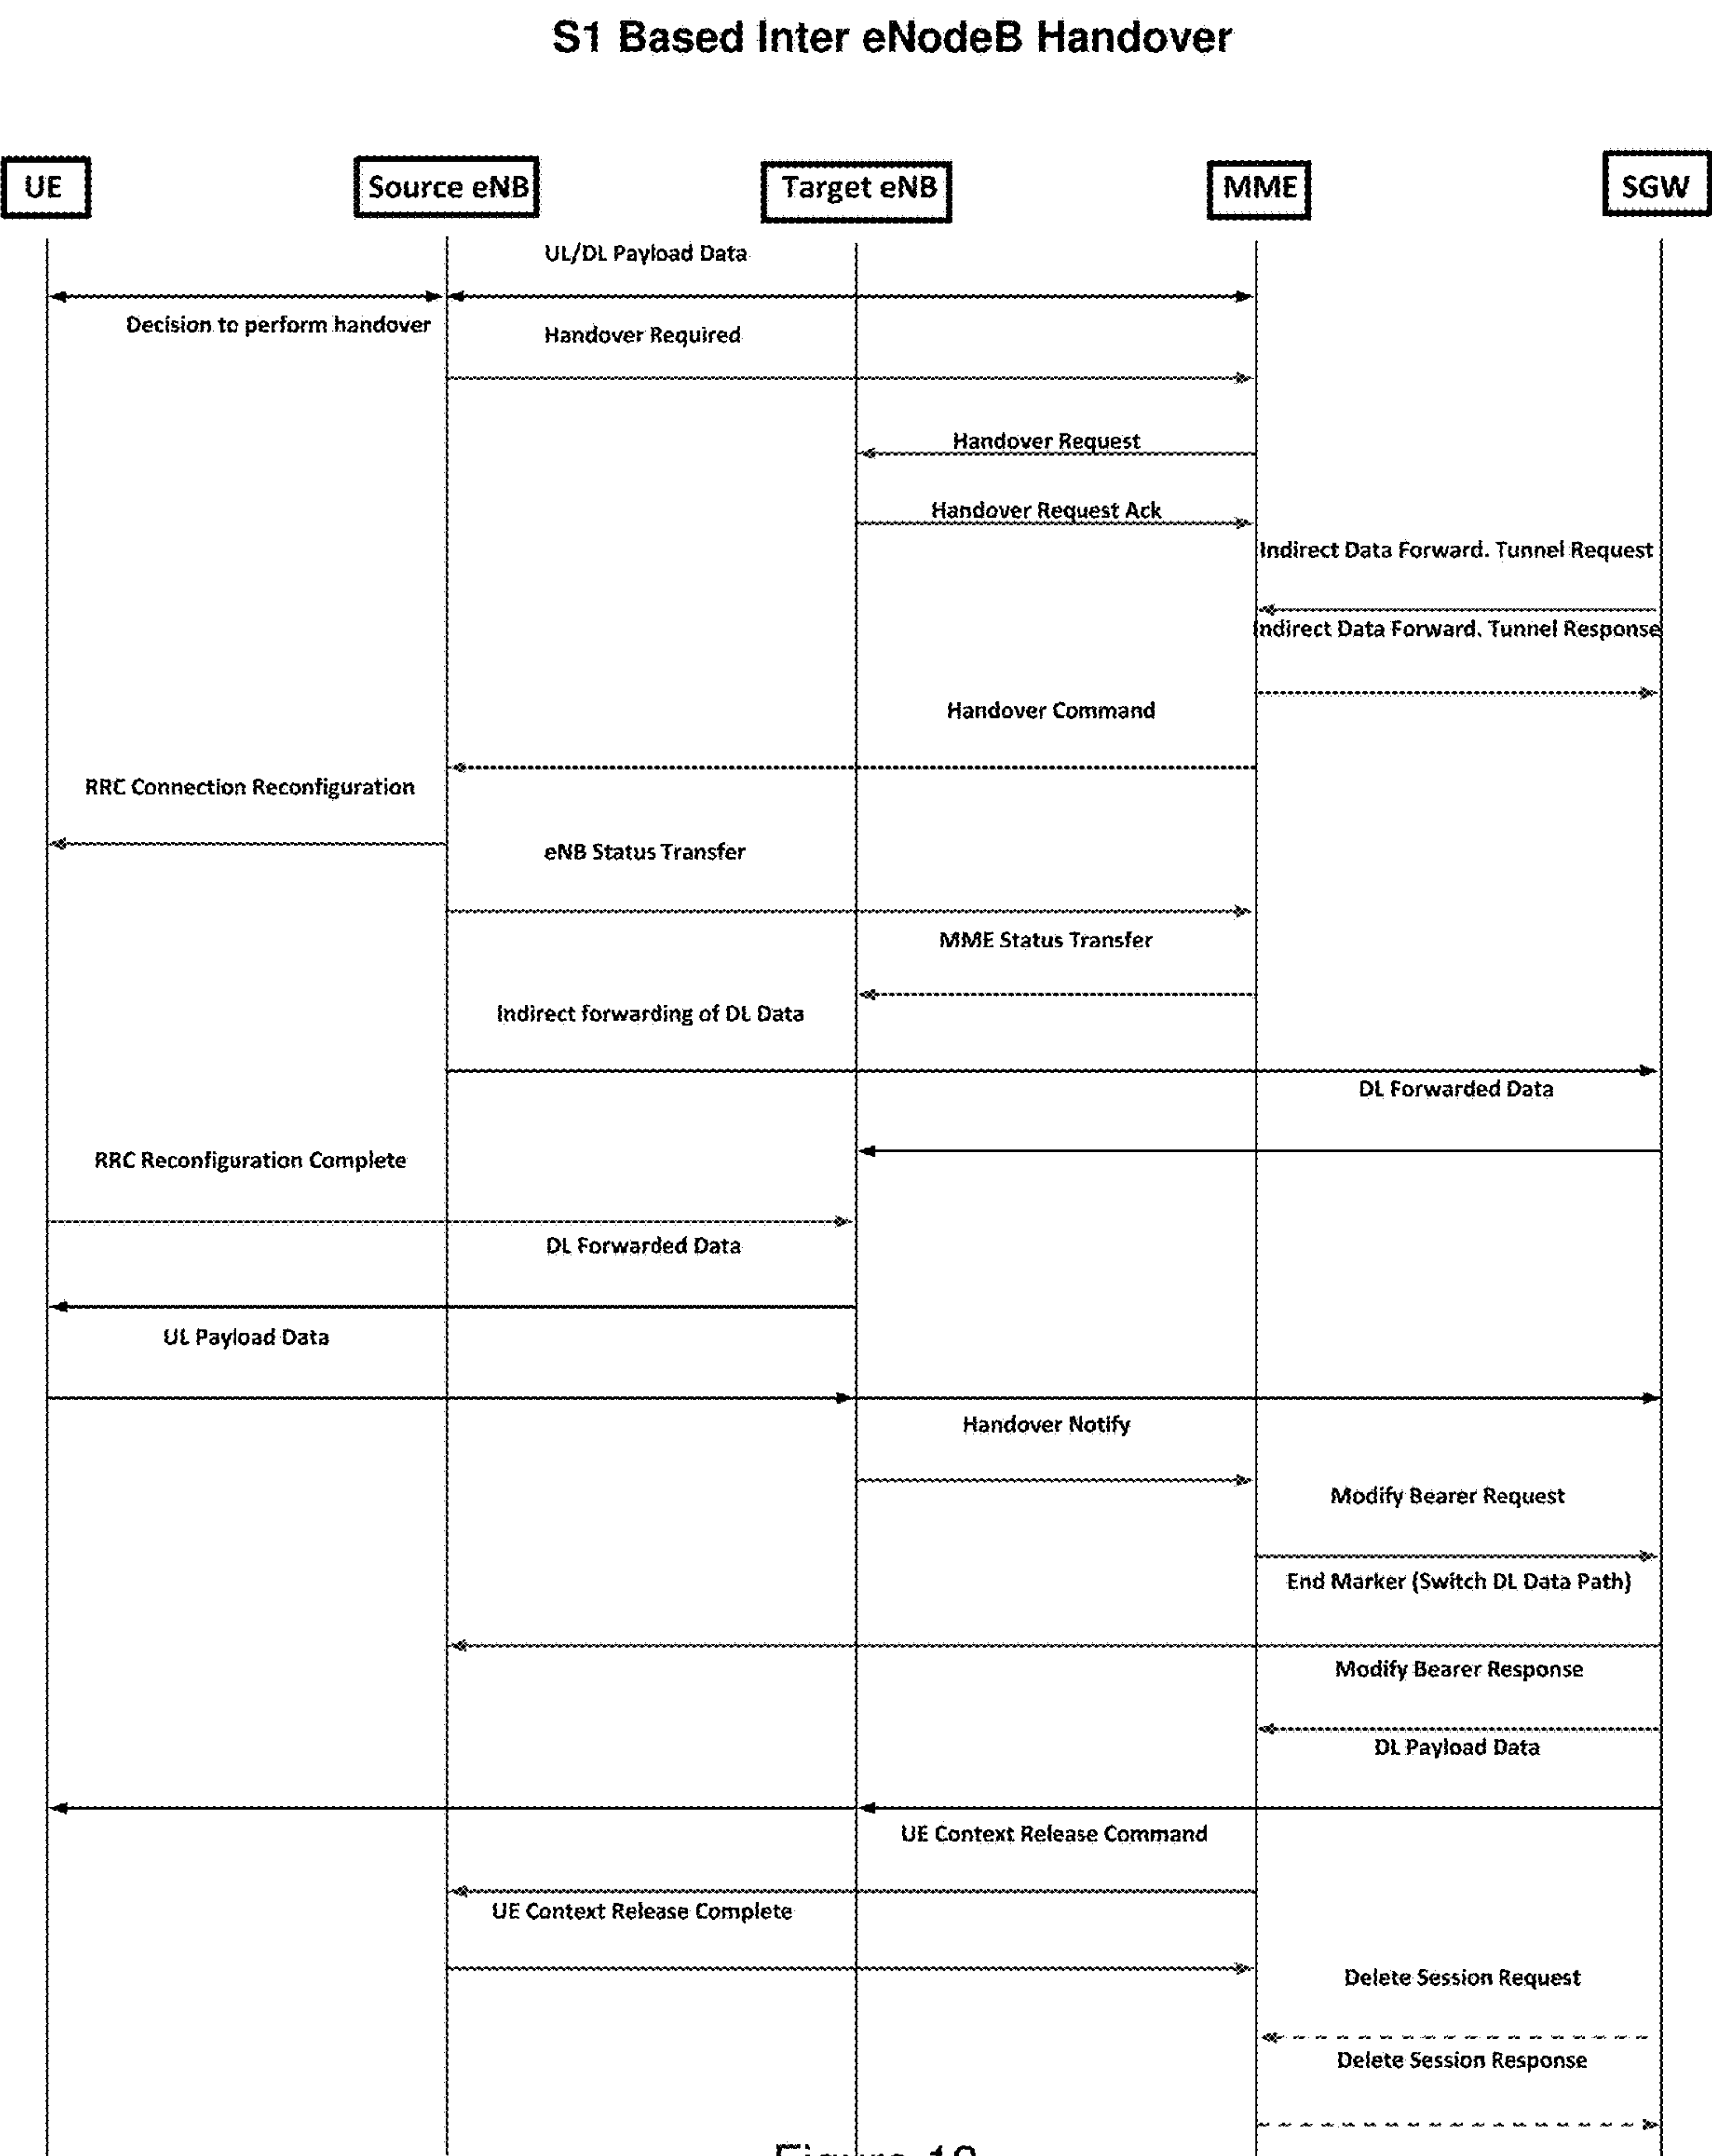 S1 Based Inter eNodeB Handover
UE
Source eNB
Target eNB
MME
SGW
UL/DL Payload Data
Decision to perform handover
Handover Required
Handover Request
Handover Request Ack
Indirect Data Forward. Tunnel Request
Indirect Data Forward. Tunnel Response
Handover Command
RRC Connection Reconfiguration
eNB Status Transfer
MME Status Transfer
Indirect forwarding of DL Data
DL Forwarded Data
RRC Reconfiguration Complete
DL Forwarded Data
UL Payload Data
Handover Notify
Modify Bearer Request
End Marker (Switch DL Data Path)
Modify Bearer Response
DL Payload Data
UE Context Release Command
UE Context Release Complete
Delete Session Request
Delete Session Response
Figure